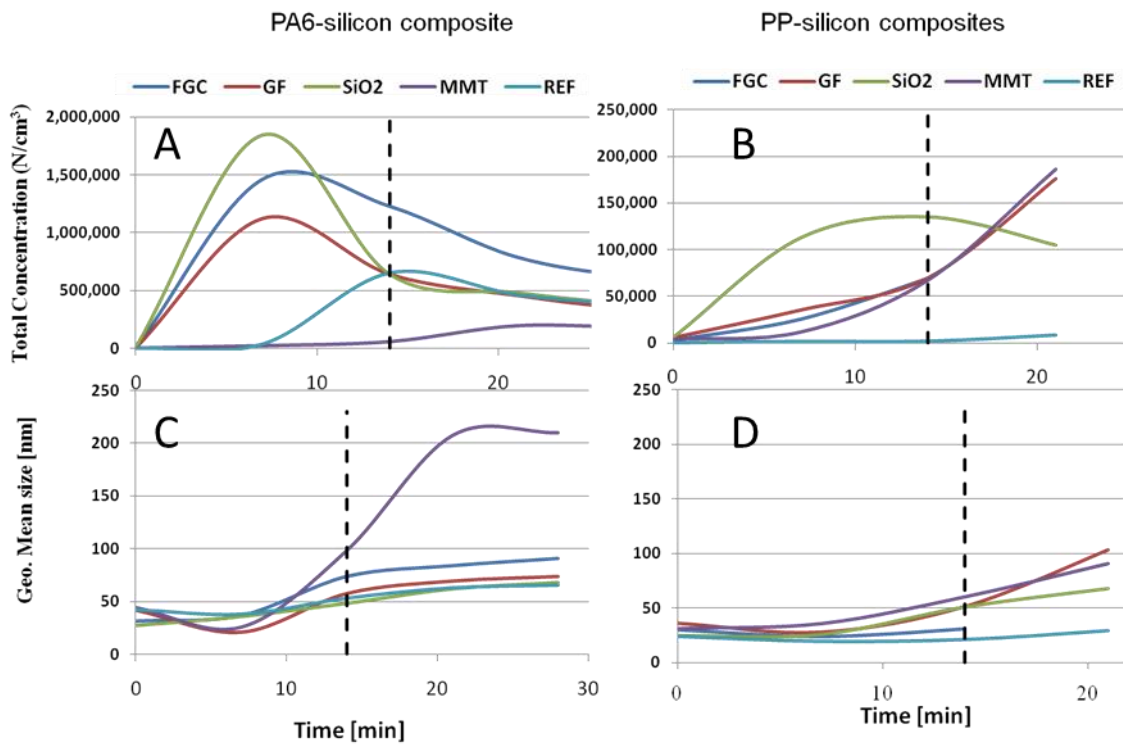 PA6-silicon composite
PP-silicon composites
FGC GF SiO2 MMT REF
FGC GF SiO2 MMT REF
Total Concentration (N/cm³)
2,000,000
1,500,000
1,000,000
500,000
0
A
0 10 20
250,000
200,000
150,000
100,000
50,000
0
B
0 10 20
Geo. Mean size [nm]
250
200
150
100
50
0
C
0 10 20 30
Time [min]
250
200
150
100
50
0
D
0 10 20
Time [min]